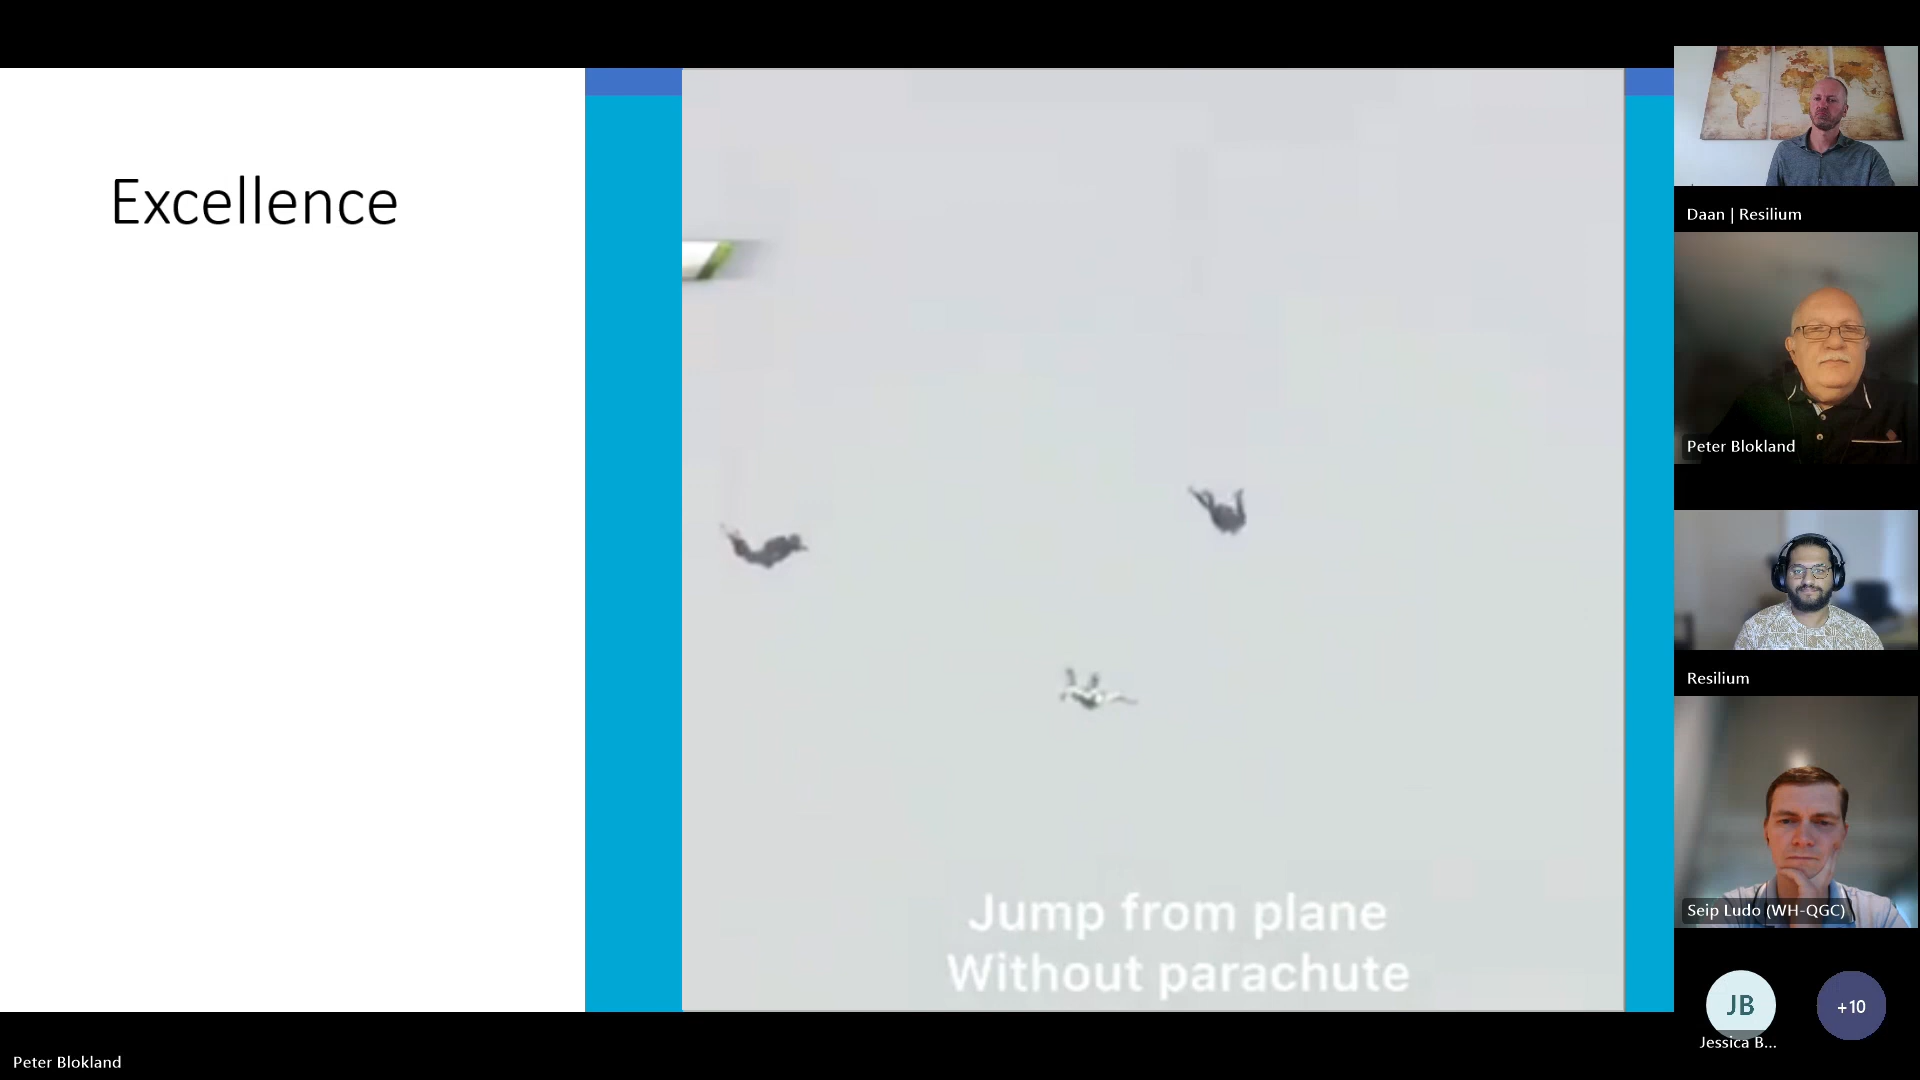 Excellence
Jump from plane
Without parachute
Daan | Resilium
Peter Blokland
Resilium
Seip Ludo (WH-QGC)
JB
+10
Jessica B...
Peter Blokland